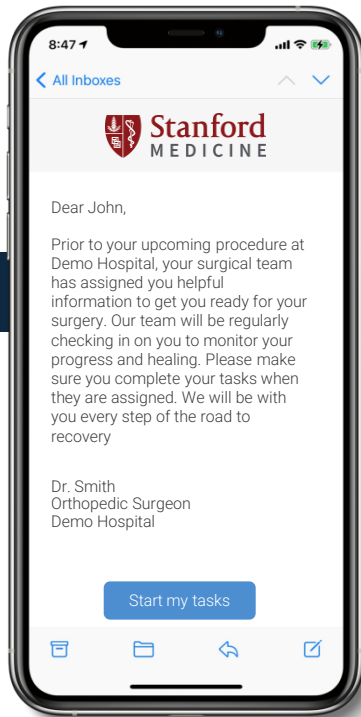 8:47
All Inboxes
Stanford
MEDICINE
Dear John,
Prior to your upcoming procedure at
Demo Hospital, your surgical team
has assigned you helpful
information to get you ready for your
surgery. Our team will be regularly
checking in on you to monitor your
progress and healing. Please make
sure you complete your tasks when
they are assigned. We will be with
you every step of the road to
recovery
Dr. Smith
Orthopedic Surgeon
Demo Hospital
Start my tasks